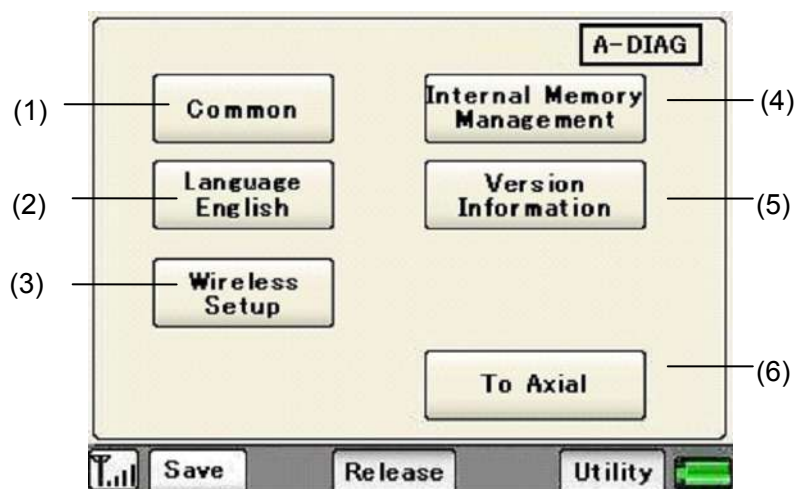 A-DIAG
(1)
Common
Internal Memory
Management
(4)
(2)
Language
English
Version
Information
(5)
(3)
Wireless
Setup
To Axial
(6)
Save
Release
Utility